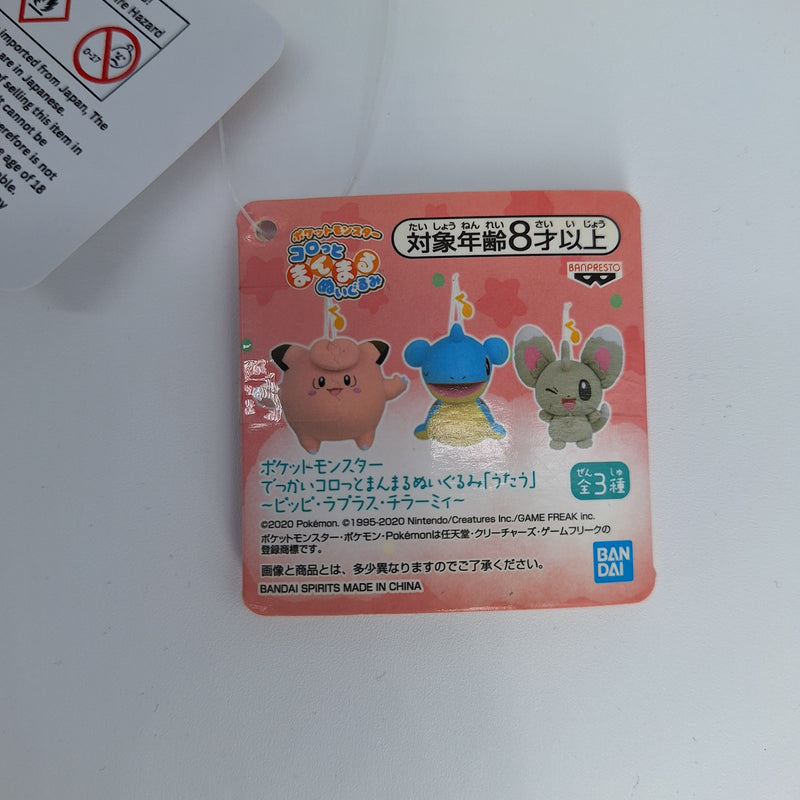 re Hazard
0-3
imported from Japan, The
are in Japanese.
of selling this item in
t cannot be
erefore is not
e age of 18
ble.
ポケットモンスター
コロっと
まんまる
ぬいぐるみ
たいしょうねんれい さいいじょう
対象年齢8才以上
BANPRESTO
ポケットモンスター
でっかいコロっとまんまるぬいぐるみ「うたう」
~ピッピ・ラプラス・チラーミィ~
ぜん しゅ
全3種
©2020 Pokémon. ©1995-2020 Nintendo/Creatures Inc./GAME FREAK inc.
ポケットモンスター・ポケモン・Pokémonは任天堂・クリーチャーズ・ゲームフリークの
登録商標です。
画像と商品とは、多少異なりますのでご了承ください。
BANDAI SPIRITS MADE IN CHINA
BAN
DAI